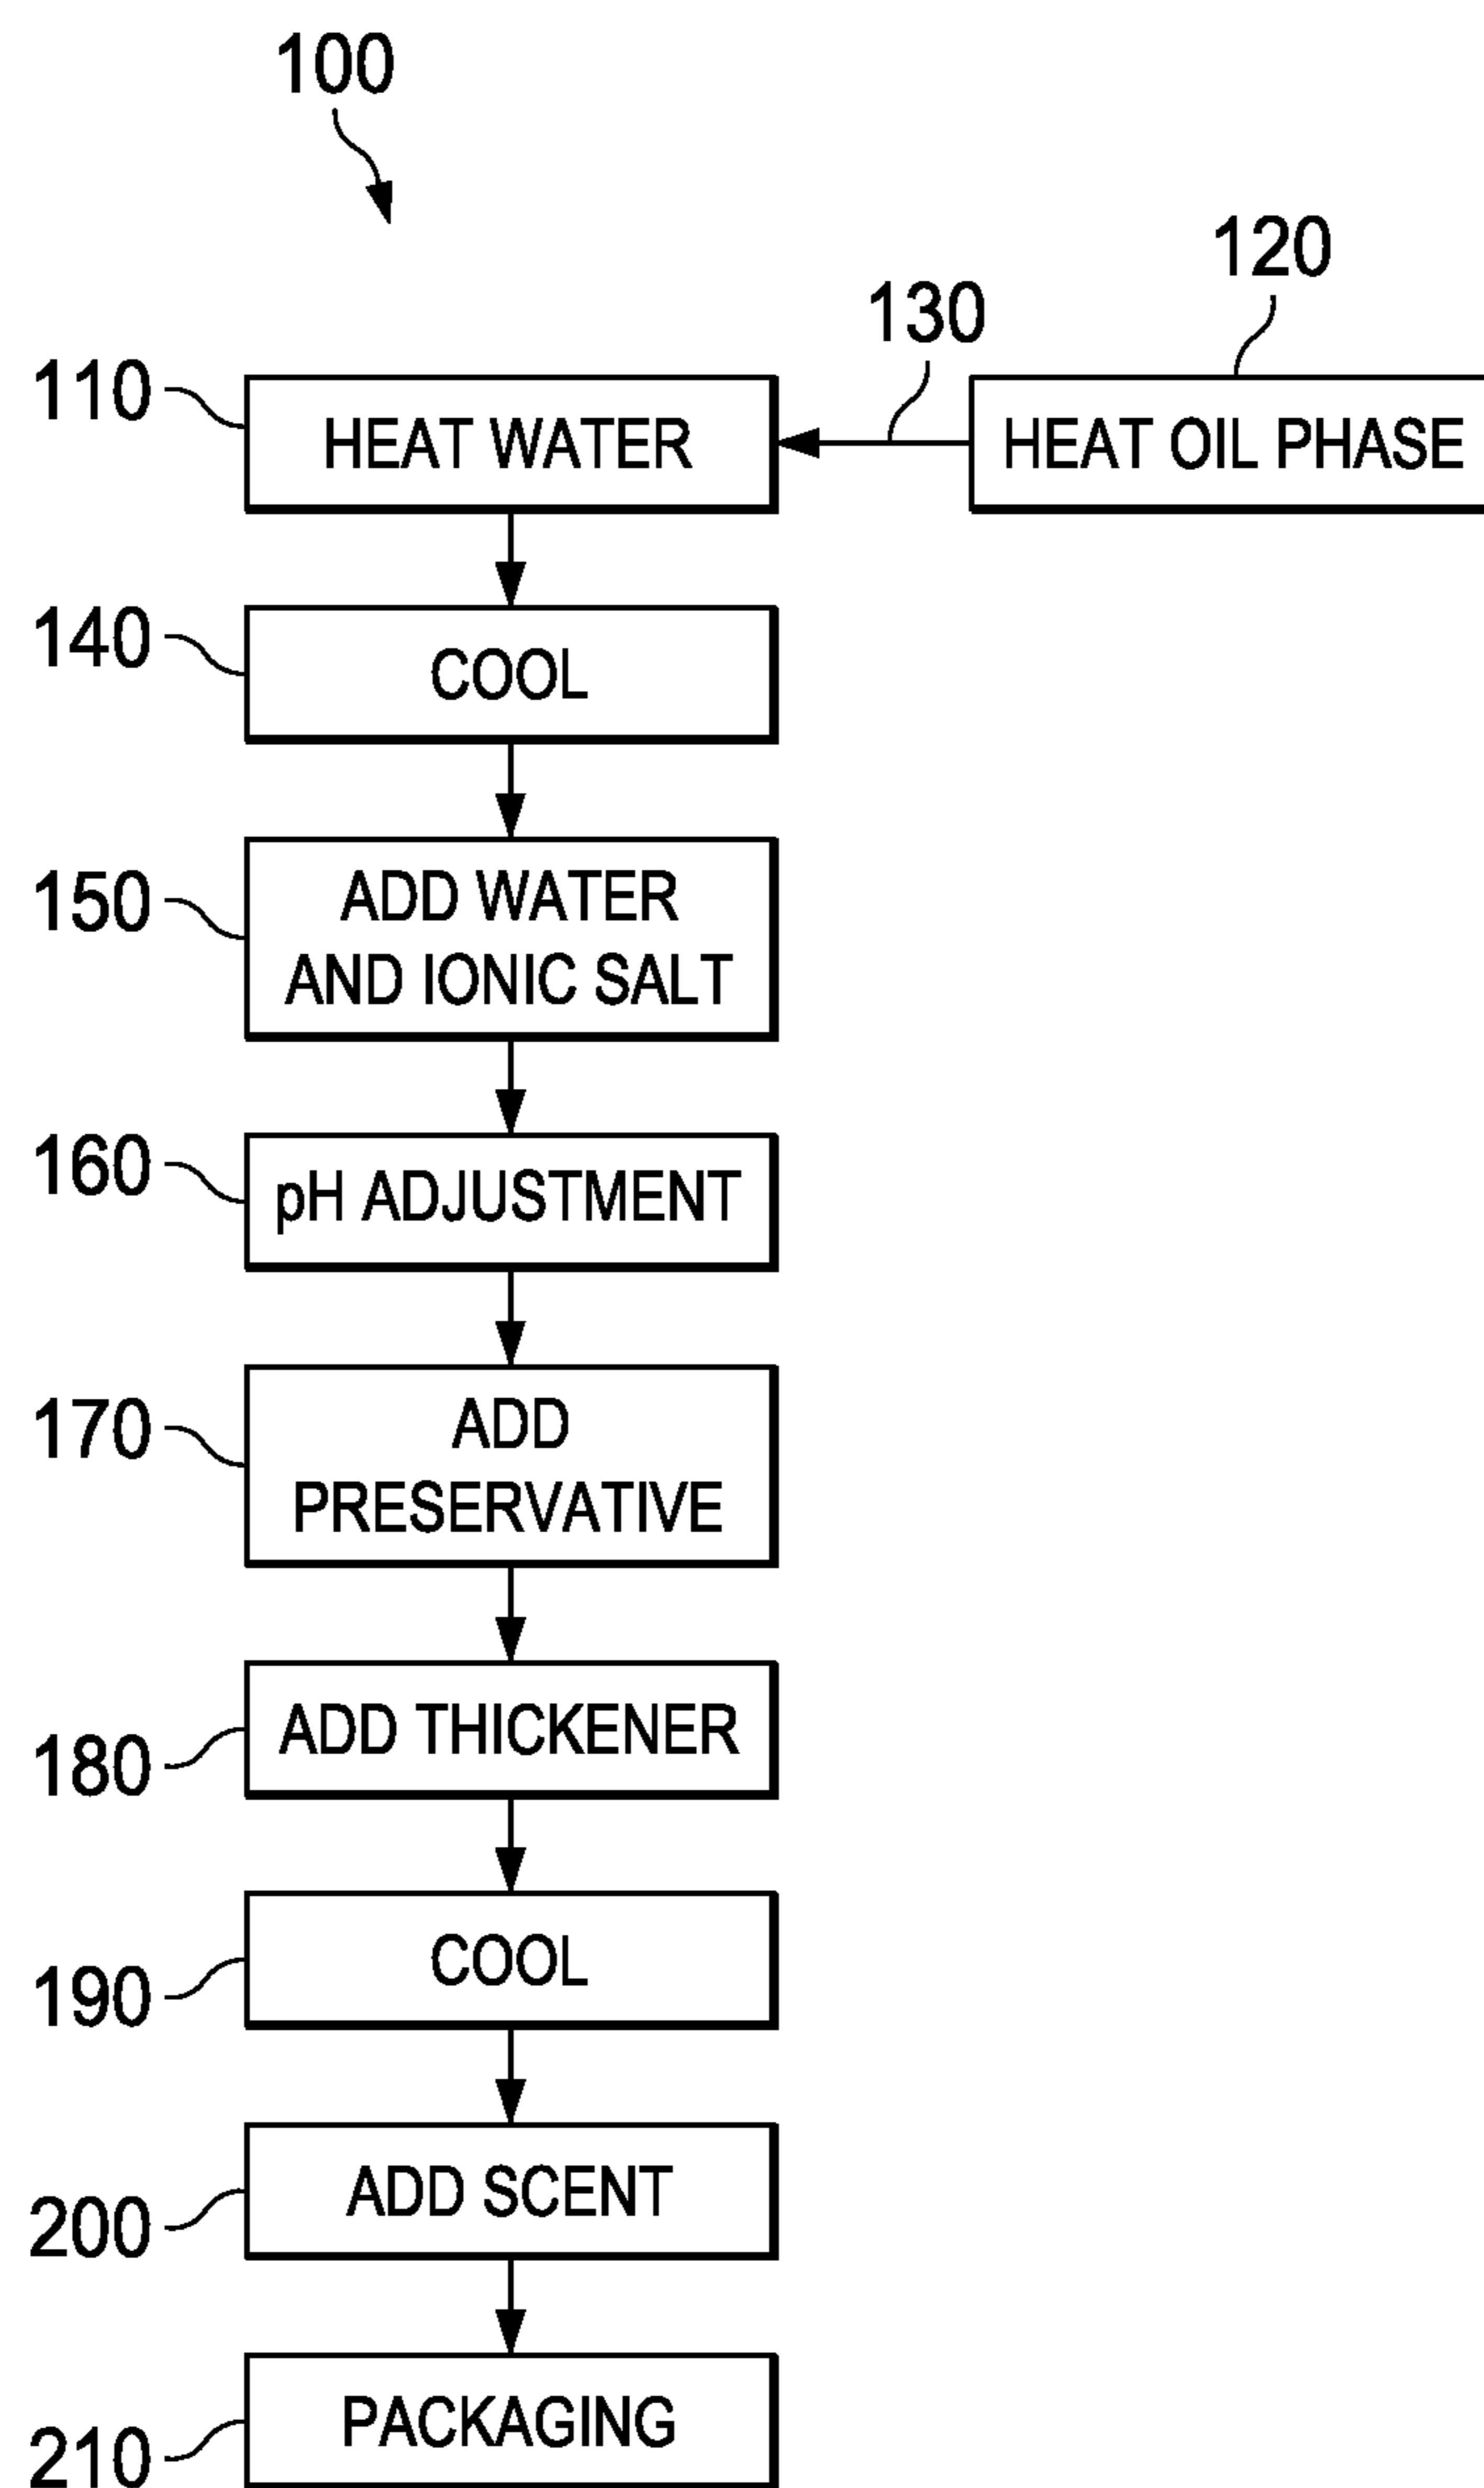 100
120
130
110
HEAT WATER
HEAT OIL PHASE
140
COOL
150
ADD WATER
AND IONIC SALT
160
pH ADJUSTMENT
170
ADD
PRESERVATIVE
180
ADD THICKENER
190
COOL
200
ADD SCENT
210
PACKAGING